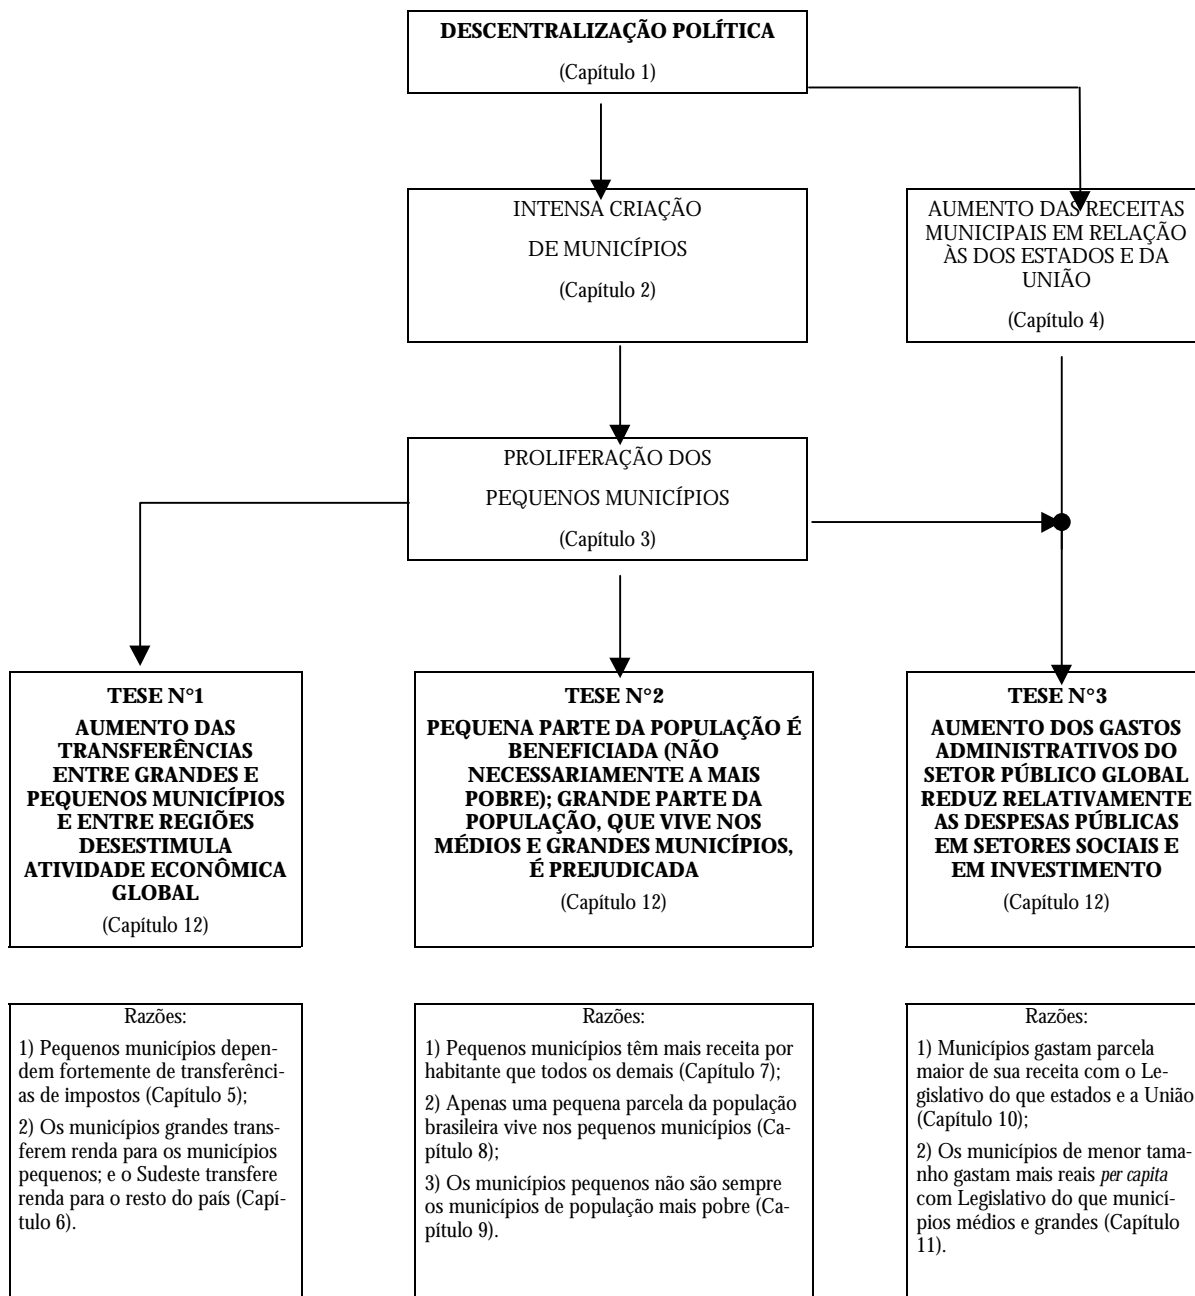 DESCENTRALIZAÇÃO POLÍTICA
(Capítulo 1)
INTENSA CRIAÇÃO
DE MUNICÍPIOS
(Capítulo 2)
AUMENTO DAS RECEITAS
MUNICIPAIS EM RELAÇÃO
ÀS DOS ESTADOS E DA
UNIÃO
(Capítulo 4)
PROLIFERAÇÃO DOS
PEQUENOS MUNICÍPIOS
(Capítulo 3)
TESE N°1
AUMENTO DAS
TRANSFERÊNCIAS
ENTRE GRANDES E
PEQUENOS MUNICÍPIOS
E ENTRE REGIÕES
DESESTIMULA
ATIVIDADE ECONÔMICA
GLOBAL
(Capítulo 12)
TESE N°2
PEQUENA PARTE DA POPULAÇÃO É
BENEFICIADA (NÃO
NECESSARIAMENTE A MAIS
POBRE); GRANDE PARTE DA
POPULAÇÃO, QUE VIVE NOS
MÉDIOS E GRANDES MUNICÍPIOS,
É PREJUDICADA
(Capítulo 12)
TESE N°3
AUMENTO DOS GASTOS
ADMINISTRATIVOS DO
SETOR PÚBLICO GLOBAL
REDUZ RELATIVAMENTE
AS DESPESAS PÚBLICAS
EM SETORES SOCIAIS E
EM INVESTIMENTO
(Capítulo 12)
Razões:
1) Pequenos municípios depen-
dem fortemente de transferênci-
as de impostos (Capítulo 5);
2) Os municípios grandes trans-
ferem renda para os municípios
pequenos; e o Sudeste transfere
renda para o resto do país (Capí-
tulo 6).
Razões:
1) Pequenos municípios têm mais receita por
habitante que todos os demais (Capítulo 7);
2) Apenas uma pequena parcela da população
brasileira vive nos pequenos municípios (Ca-
pítulo 8);
3) Os municípios pequenos não são sempre
os municípios de população mais pobre (Ca-
pítulo 9).
Razões:
1) Municípios gastam parcela
maior de sua receita com o Le-
gislativo do que estados e a União
(Capítulo 10);
2) Os municípios de menor tama-
nho gastam mais reais per capita
com Legislativo do que municí-
pios médios e grandes (Capítulo
11).